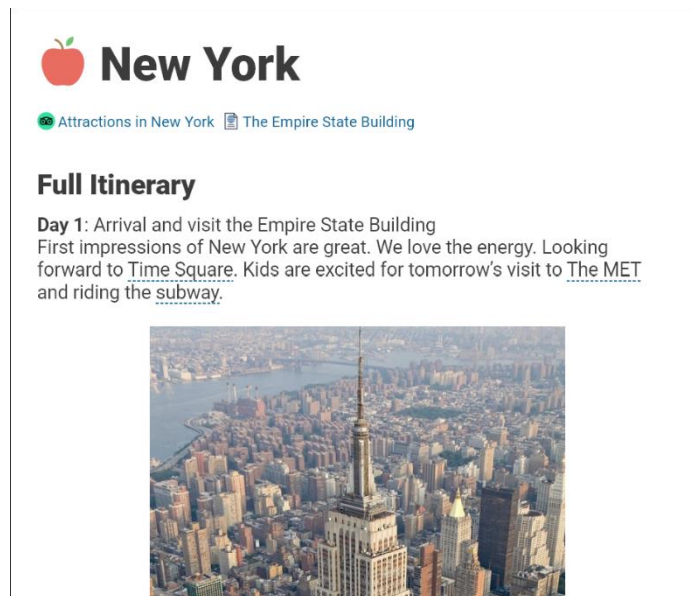 New York
Attractions in New York The Empire State Building
Full Itinerary
Day 1: Arrival and visit the Empire State Building
First impressions of New York are great. We love the energy. Looking
forward to Time Square. Kids are excited for tomorrow’s visit to The MET
and riding the subway.